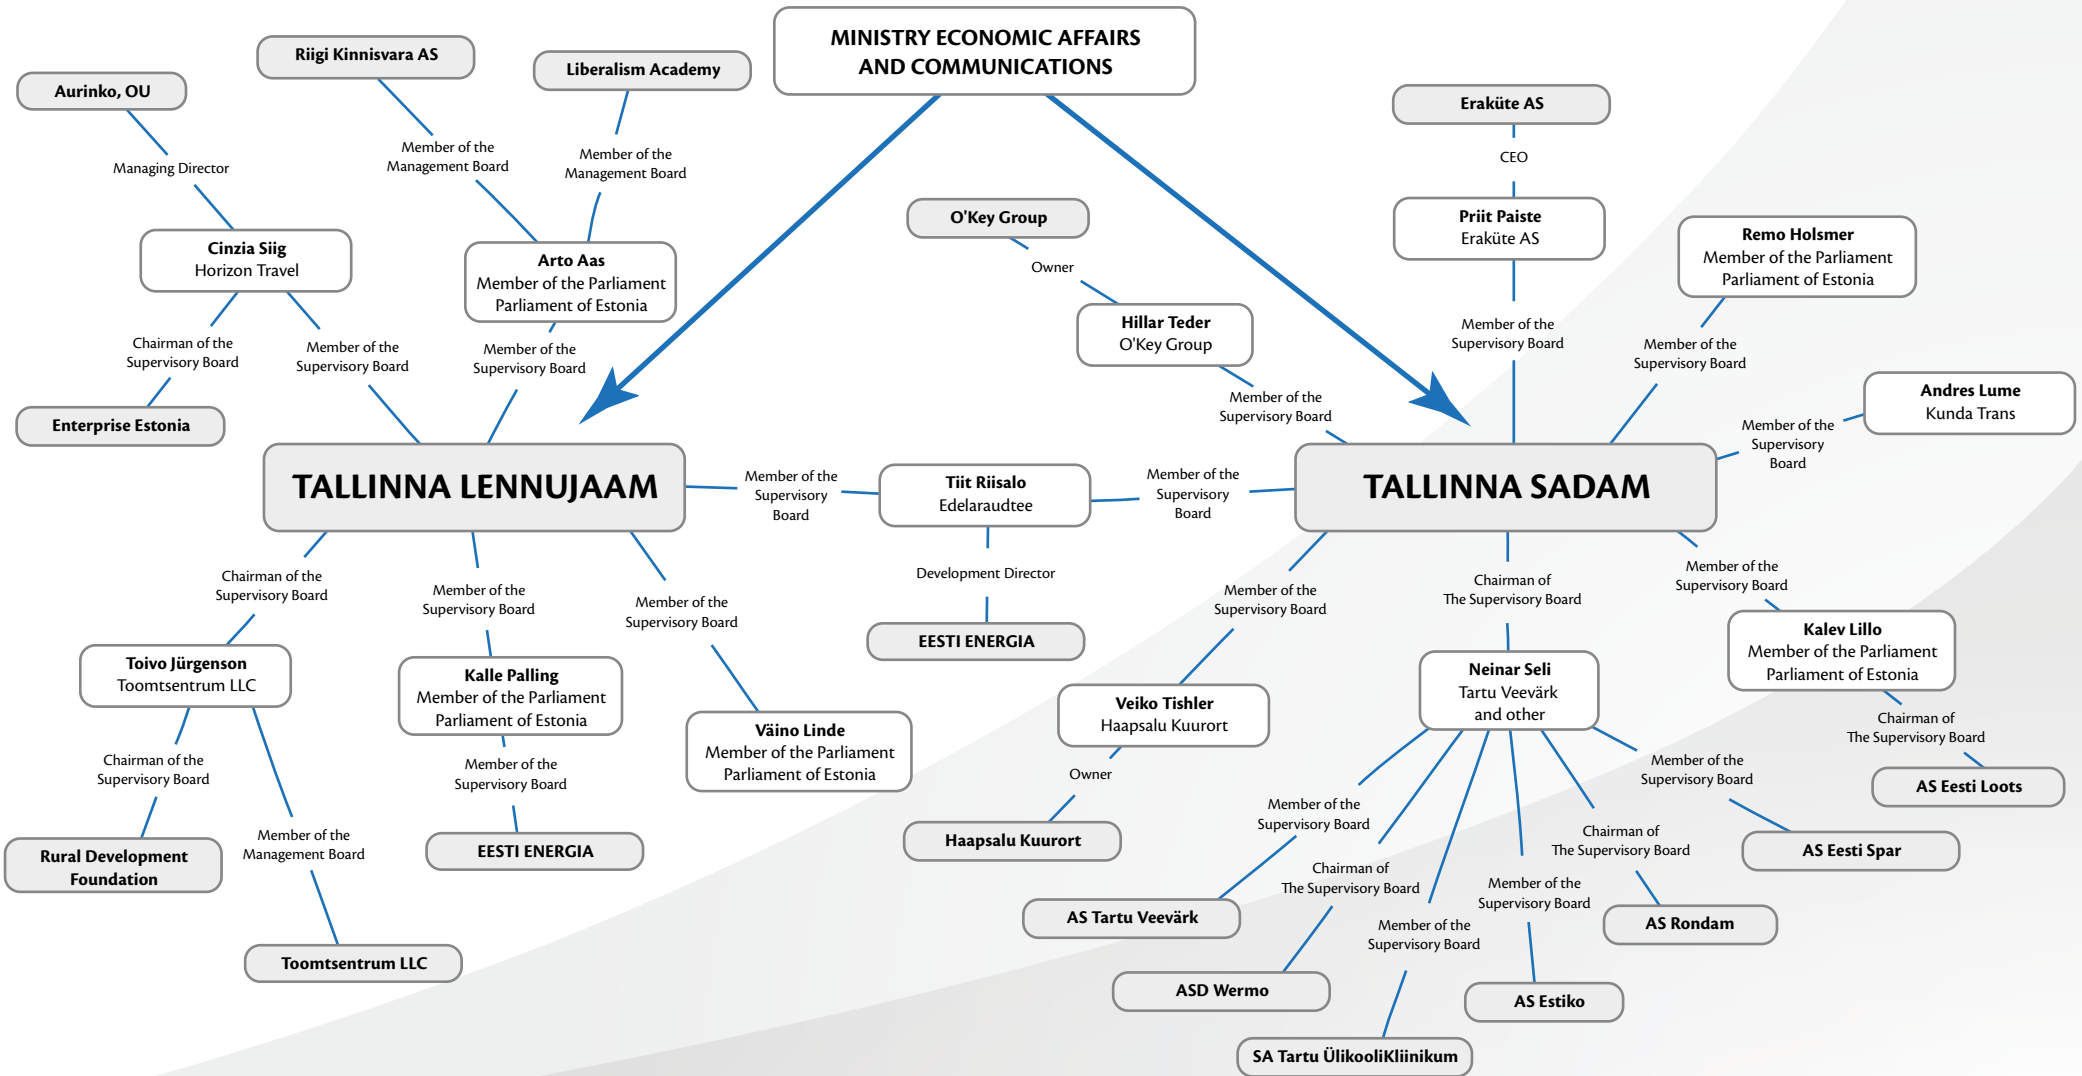 MINISTRY ECONOMIC AFFAIRS
AND COMMUNICATIONS
Riigi Kinnisvara AS
Liberalism Academy
Aurinko, OU
Eraküte AS
Member of the
Management Board
Member of the
Management Board
Managing Director
CEO
O'Key Group
Priit Paiste
Eraküte AS
Remo Holsmer
Member of the Parliament
Parliament of Estonia
Cinzia Siig
Horizon Travel
Arto Aas
Member of the Parliament
Parliament of Estonia
Owner
Hillar Teder
O'Key Group
Chairman of the
Supervisory Board
Member of the
Supervisory Board
Member of the
Supervisory Board
Member of the
Supervisory Board
Member of the
Supervisory Board
Andres Lume
Kunda Trans
Member of the
Supervisory Board
Enterprise Estonia
Member of the
Supervisory
Board
TALLINNA LENNUJAAM
Member of the
Supervisory
Board
Tiit Riisalo
Edelaraudtee
Member of the
Supervisory
Board
TALLINNA SADAM
Chairman of the
Supervisory Board
Member of the
Supervisory Board
Member of the
Supervisory Board
Development Director
Member of the
Supervisory Board
Chairman of
The Supervisory Board
Member of the
Supervisory Board
EESTI ENERGIA
Toivo Jürgenson
Toomtsentrum LLC
Kalle Palling
Member of the Parliament
Parliament of Estonia
Väino Linde
Member of the Parliament
Parliament of Estonia
Veiko Tishler
Haapsalu Kuurort
Neinar Seli
Tartu Veevärk
and other
Kalev Lillo
Member of the Parliament
Parliament of Estonia
Chairman of the
Supervisory Board
Member of the
Supervisory Board
Owner
Member of the
Supervisory Board
Chairman of
The Supervisory Board
AS Eesti Loots
Member of the
Supervisory Board
Member of the
Management Board
Haapsalu Kuurort
Chairman of
The Supervisory Board
AS Eesti Spar
Rural Development
Foundation
EESTI ENERGIA
Chairman of
The Supervisory Board
Member of the
Supervisory Board
AS Tartu Veevärk
Member of the
Supervisory Board
AS Rondam
Toomtsentrum LLC
ASD Wermo
AS Estiko
SA Tartu ÜlikooliKliinikum